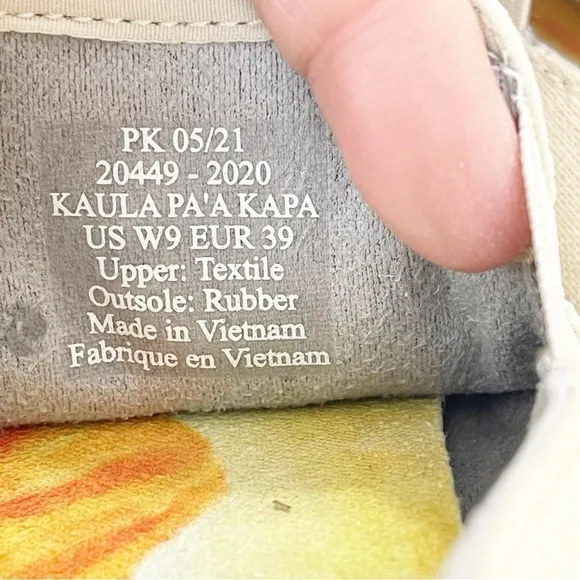 PK 05/21
20449 - 2020
KAULA PA'A KAPA
US W9 EUR 39
Upper: Textile
Outsole: Rubber
Made in Vietnam
Fabrique en Vietnam